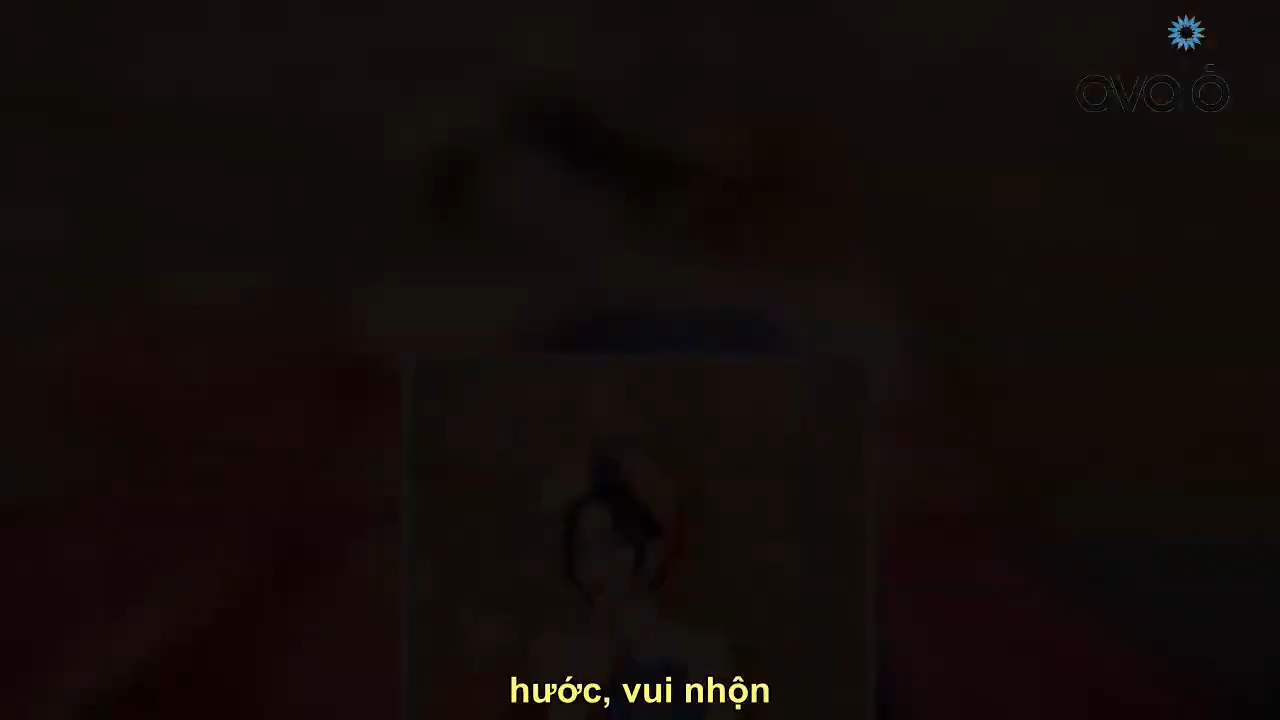 hước, vui nhộn